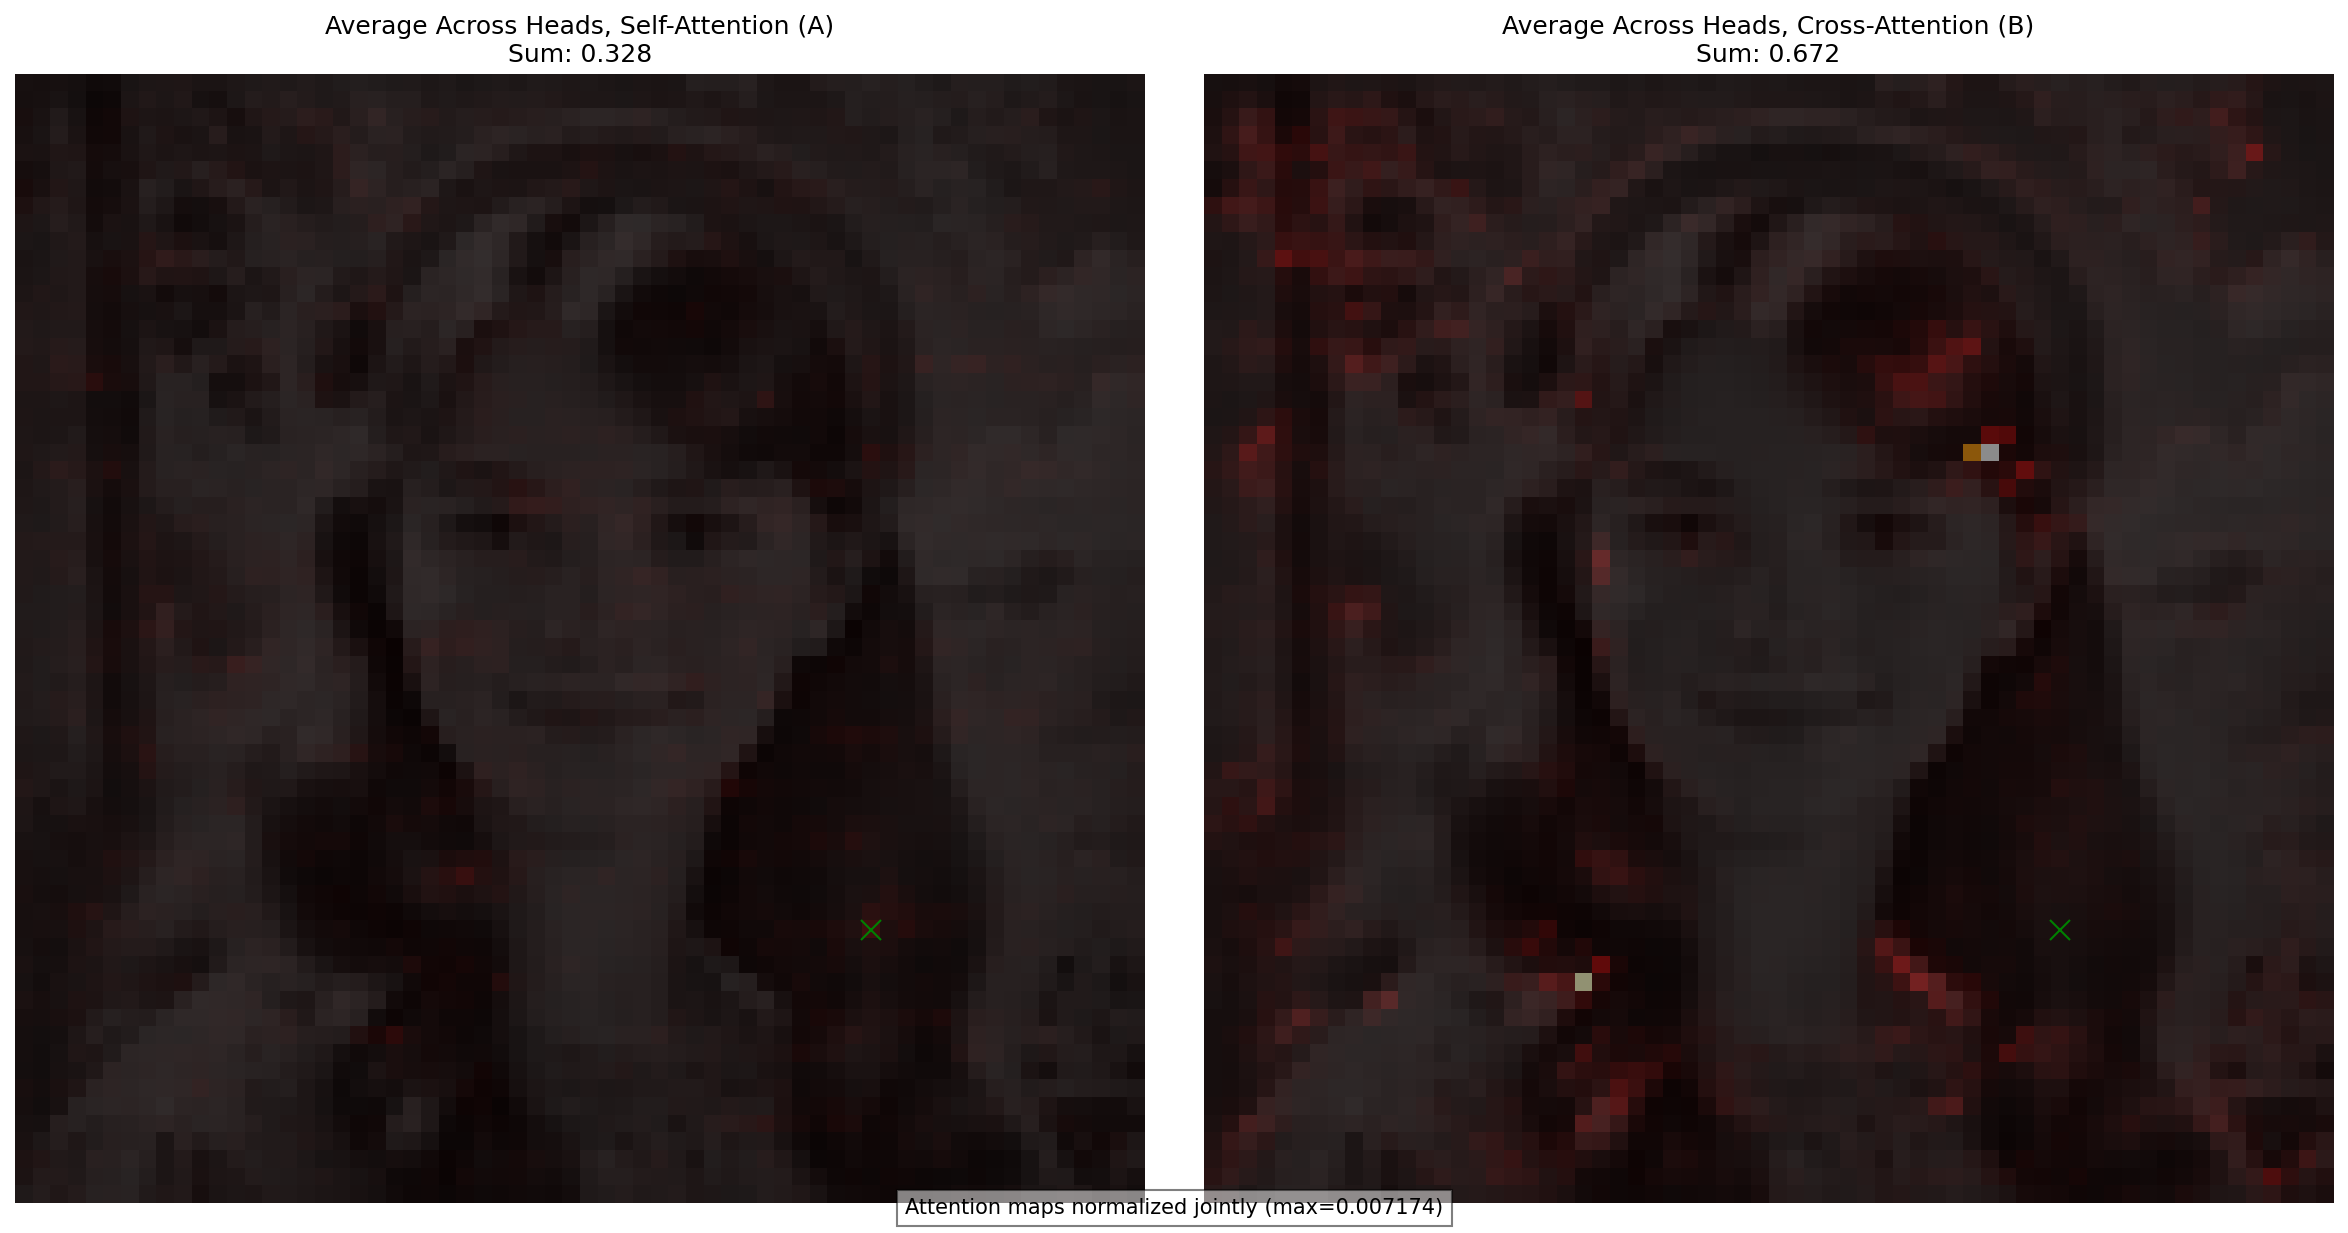 Average Across Heads, Self-Attention (A)
Sum: 0.328
Average Across Heads, Cross-Attention (B)
Sum: 0.672
Attention maps normalized jointly (max=0.007174)